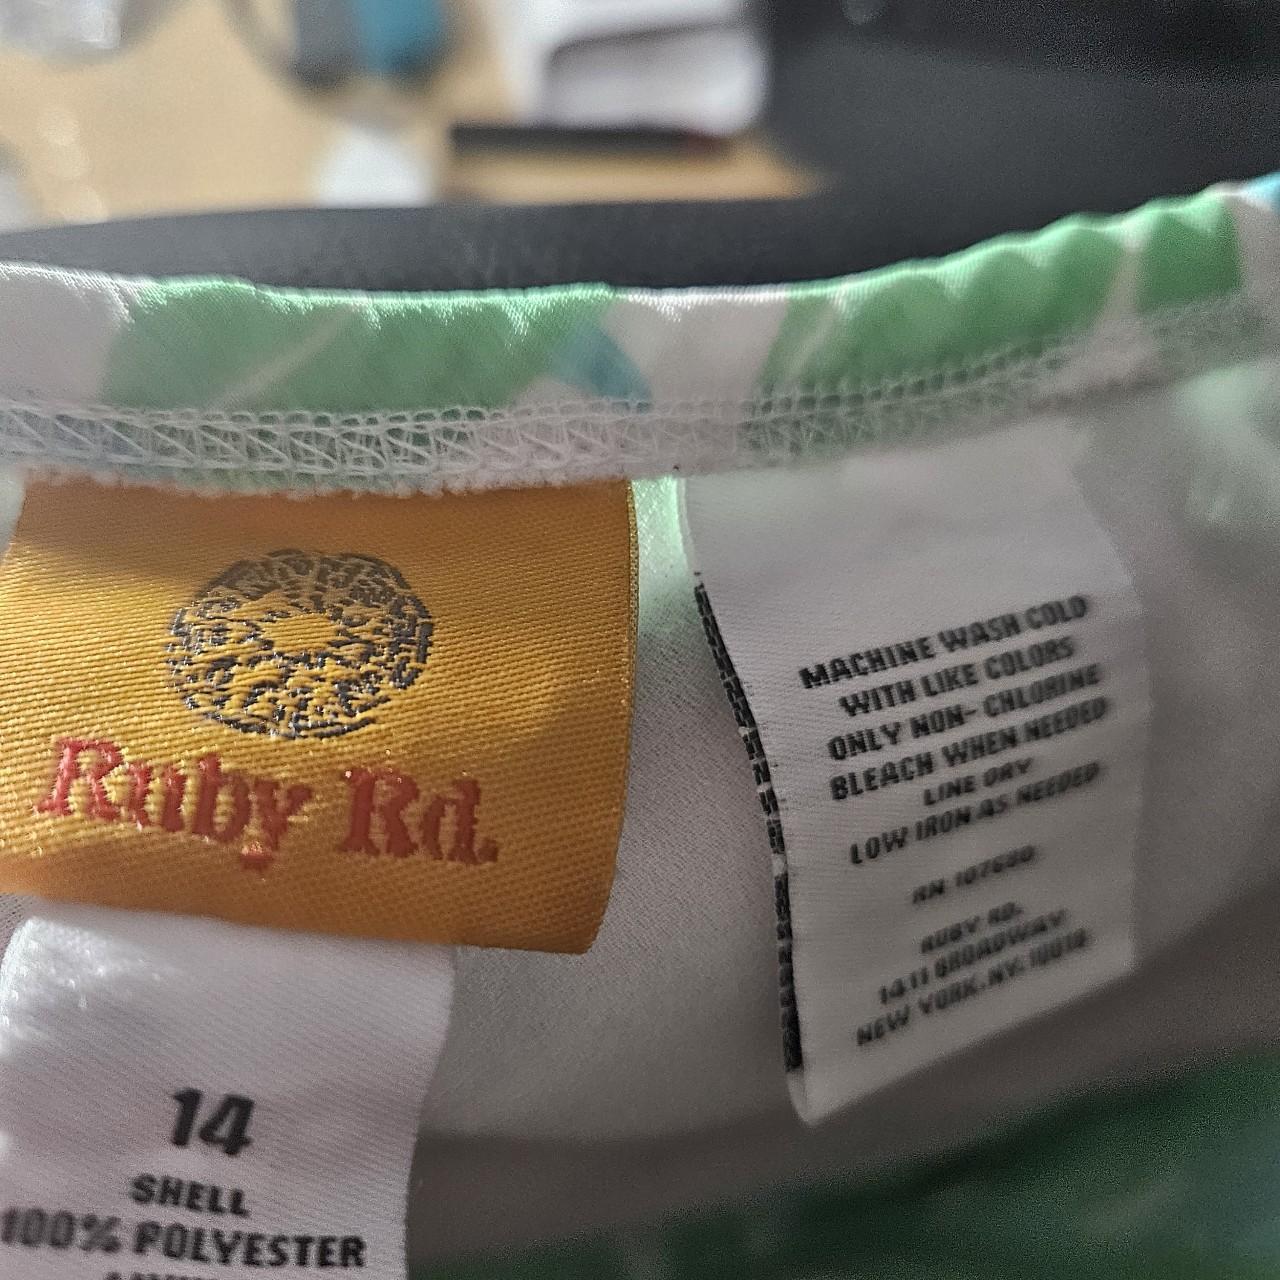 Ruby Rd.
14
SHELL
100% POLYESTER
MACHINE WASH COLD
WITH LIKE COLORS
ONLY NON- CHLORINE
BLEACH WHEN NEEDED
LINE DRY
LOW IRON AS NEEDED
RN
RUBY RD.
1411 BROADWAY
NEW YORK, NY. 10018